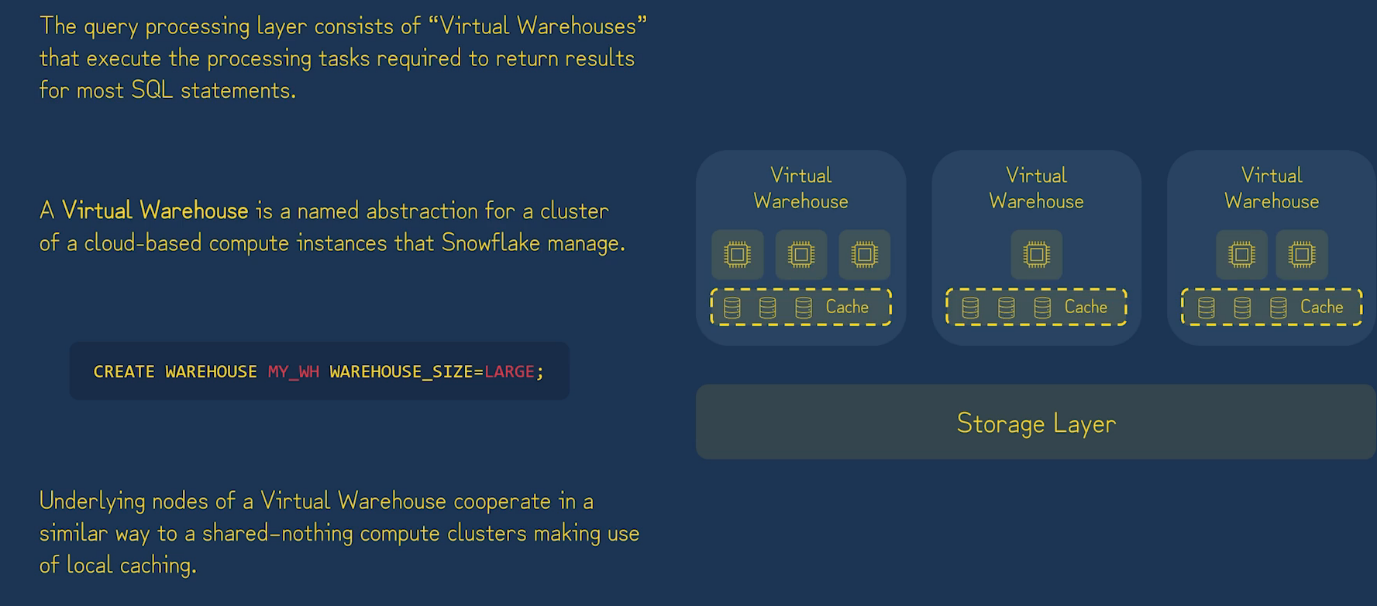 The query processing layer consists of “Virtual Warehouses”
that execute the processing tasks required to return results
for most SQL statements.
A Virtual Warehouse is a named abstraction for a cluster
of a cloud-based compute instances that Snowflake manage.
CREATE WAREHOUSE MY_WH WAREHOUSE_SIZE=LARGE;
Underlying nodes of a Virtual Warehouse cooperate in a
similar way to a shared-nothing compute clusters making use
of local caching.
Virtual
Warehouse
Cache
Virtual
Warehouse
Cache
Virtual
Warehouse
Cache
Storage Layer